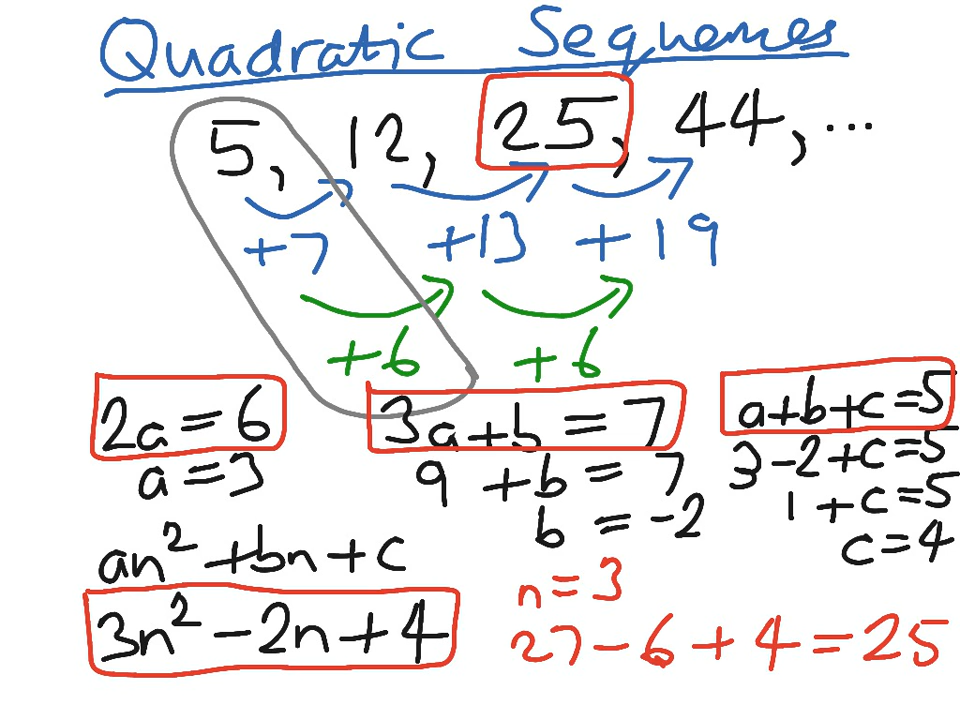 Quadratic Sequences
5, 12, 25, 44, ...
+7 +13 +19
+6 +6
2a = 6
a = 3
3a+b = 7
9 + b = 7
b = -2
a+b+c=5
3-2+c=5
1+c=5
c=4
an² + bn + c
3n² - 2n + 4
n = 3
27 - 6 + 4 = 25